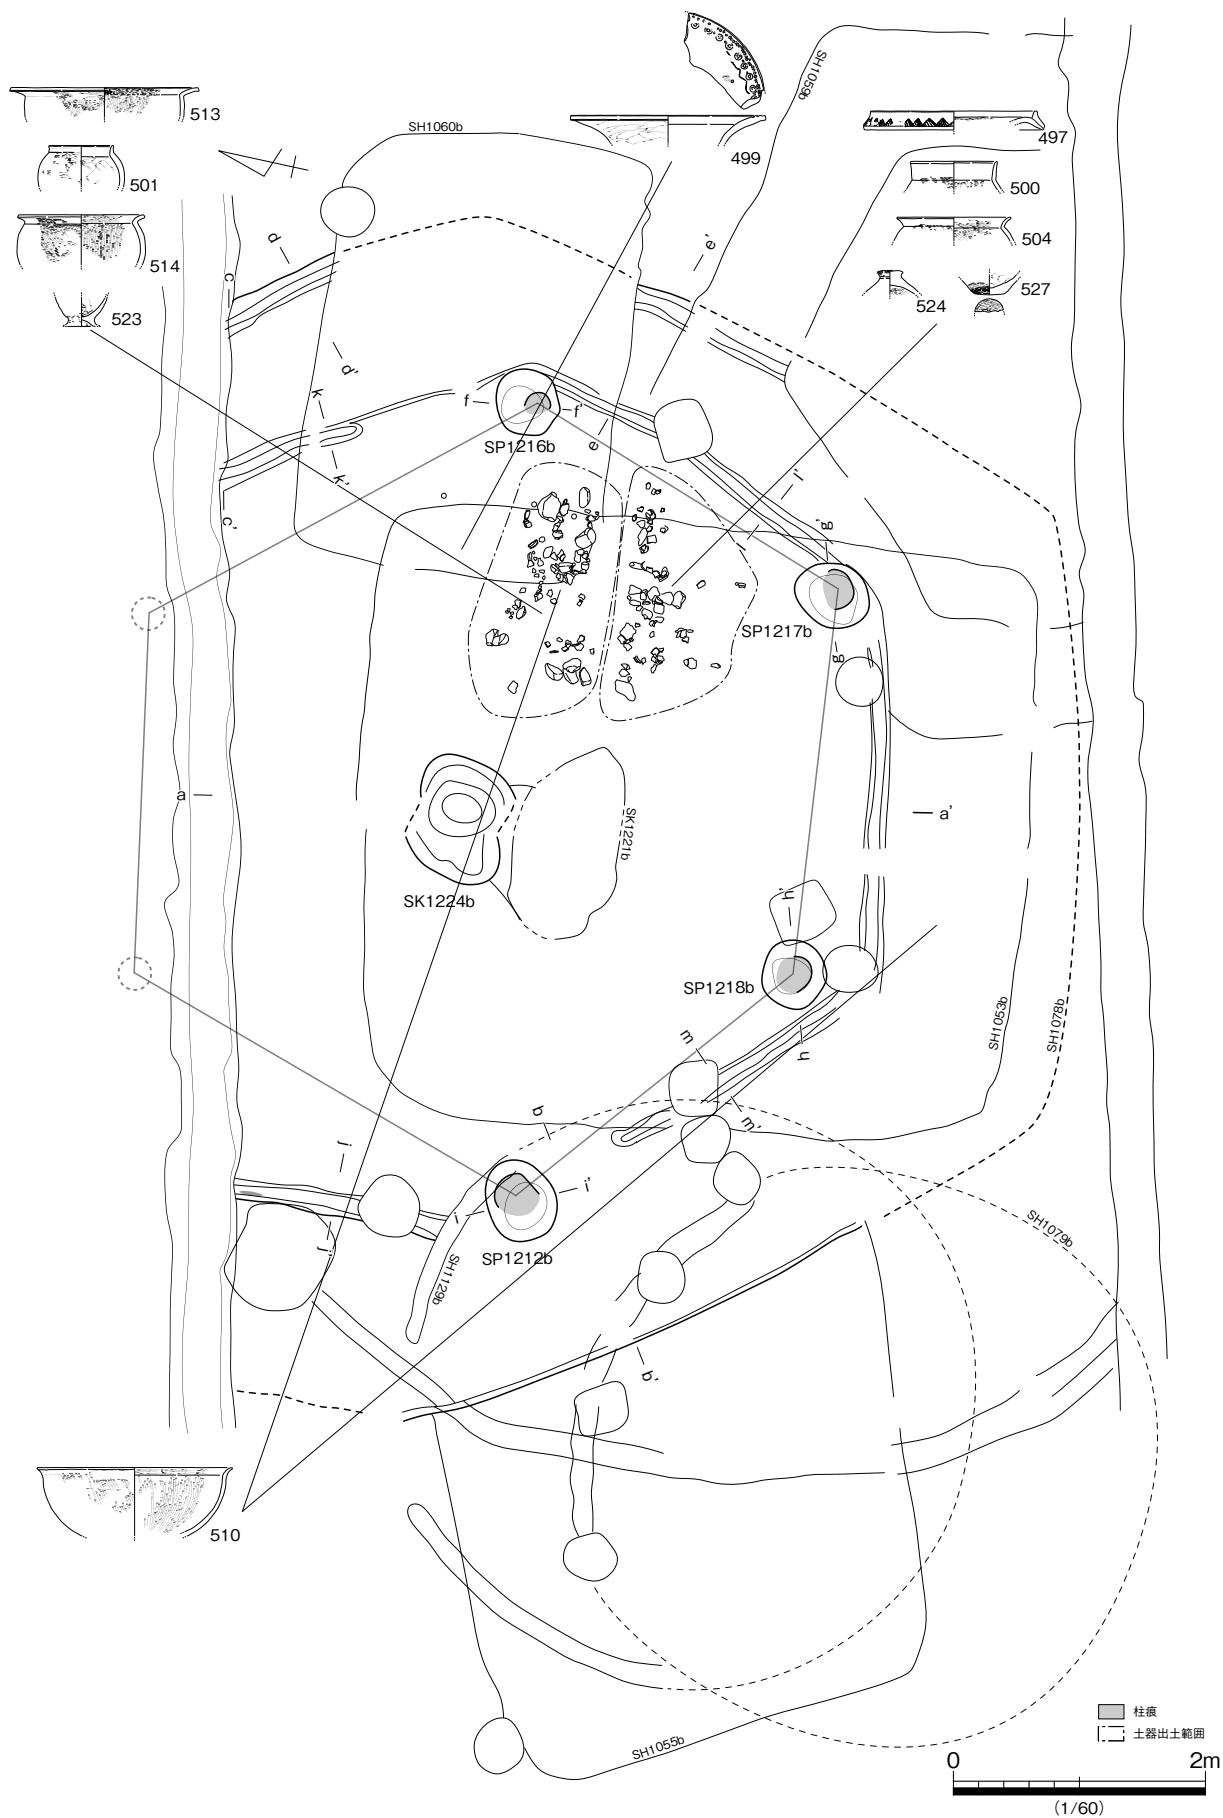 513
501
514
523
SH1060b
499
SH1059b
497
500
504
524
527
d
c
e'
d'
k
f
f'
SP1216b
e
k'
c'
l'
l
g'
SP1217b
g
a
a'
SK1221b
SK1224b
h'
SP1218b
h
SH1053b
SH1078b
m
m'
b
j
i'
i
SP1212b
j'
SH1129b
SH1079b
b'
510
SH1055b
柱痕
土器出土範囲
0 2m
(1/60)